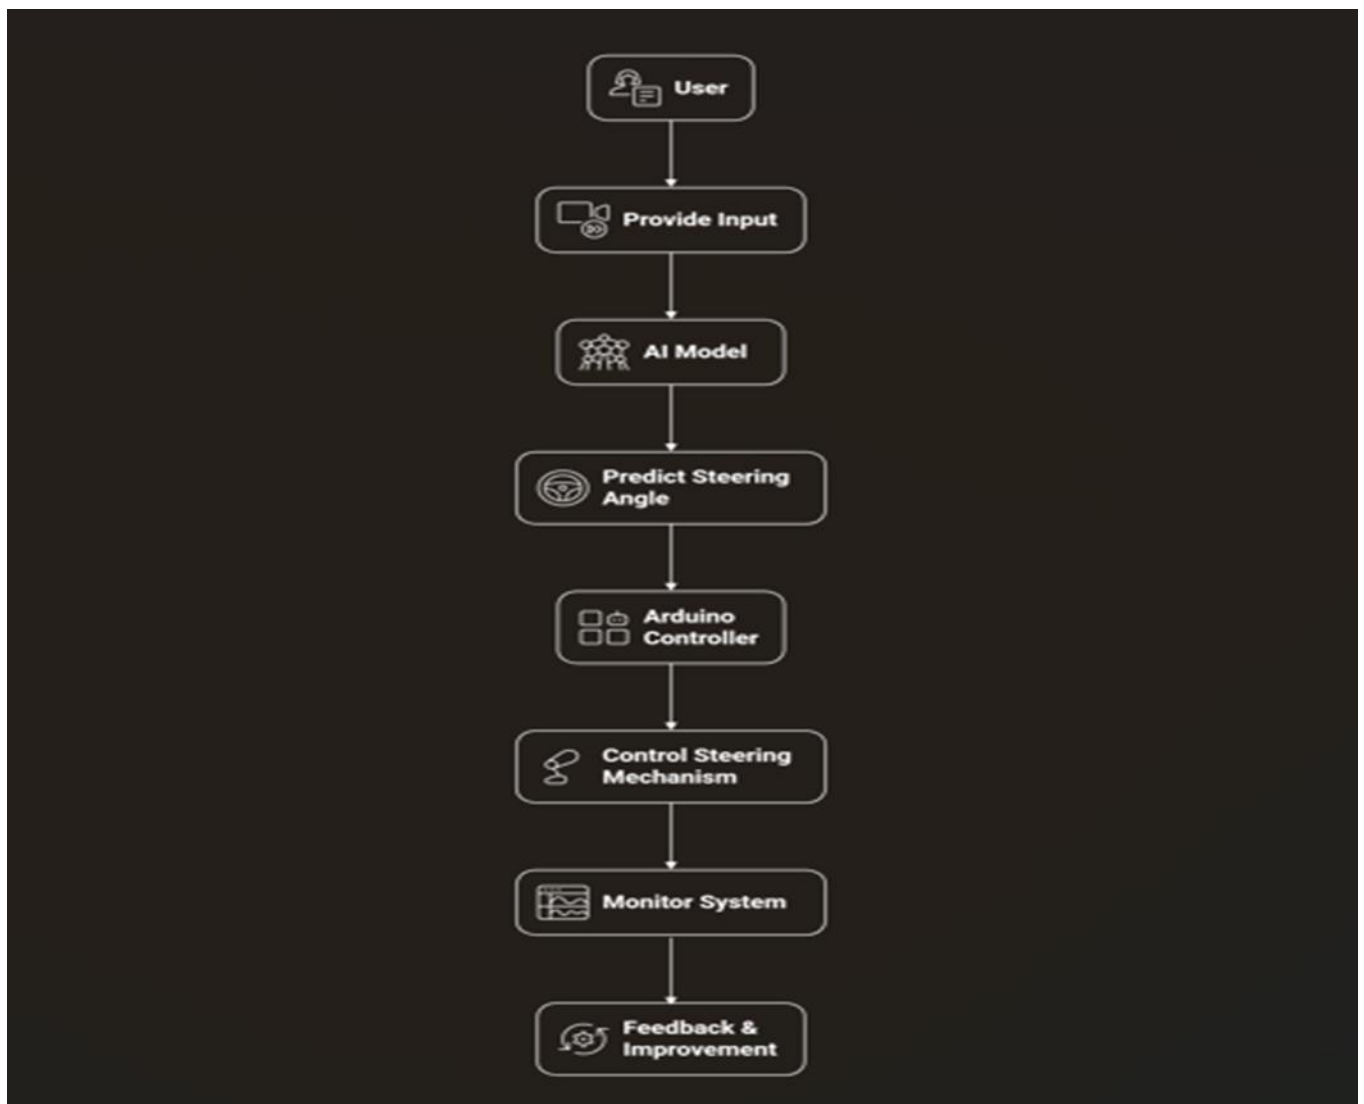 User
Provide Input
AI Model
Predict Steering
Angle
Arduino
Controller
Control Steering
Mechanism
Monitor System
Feedback &
Improvement